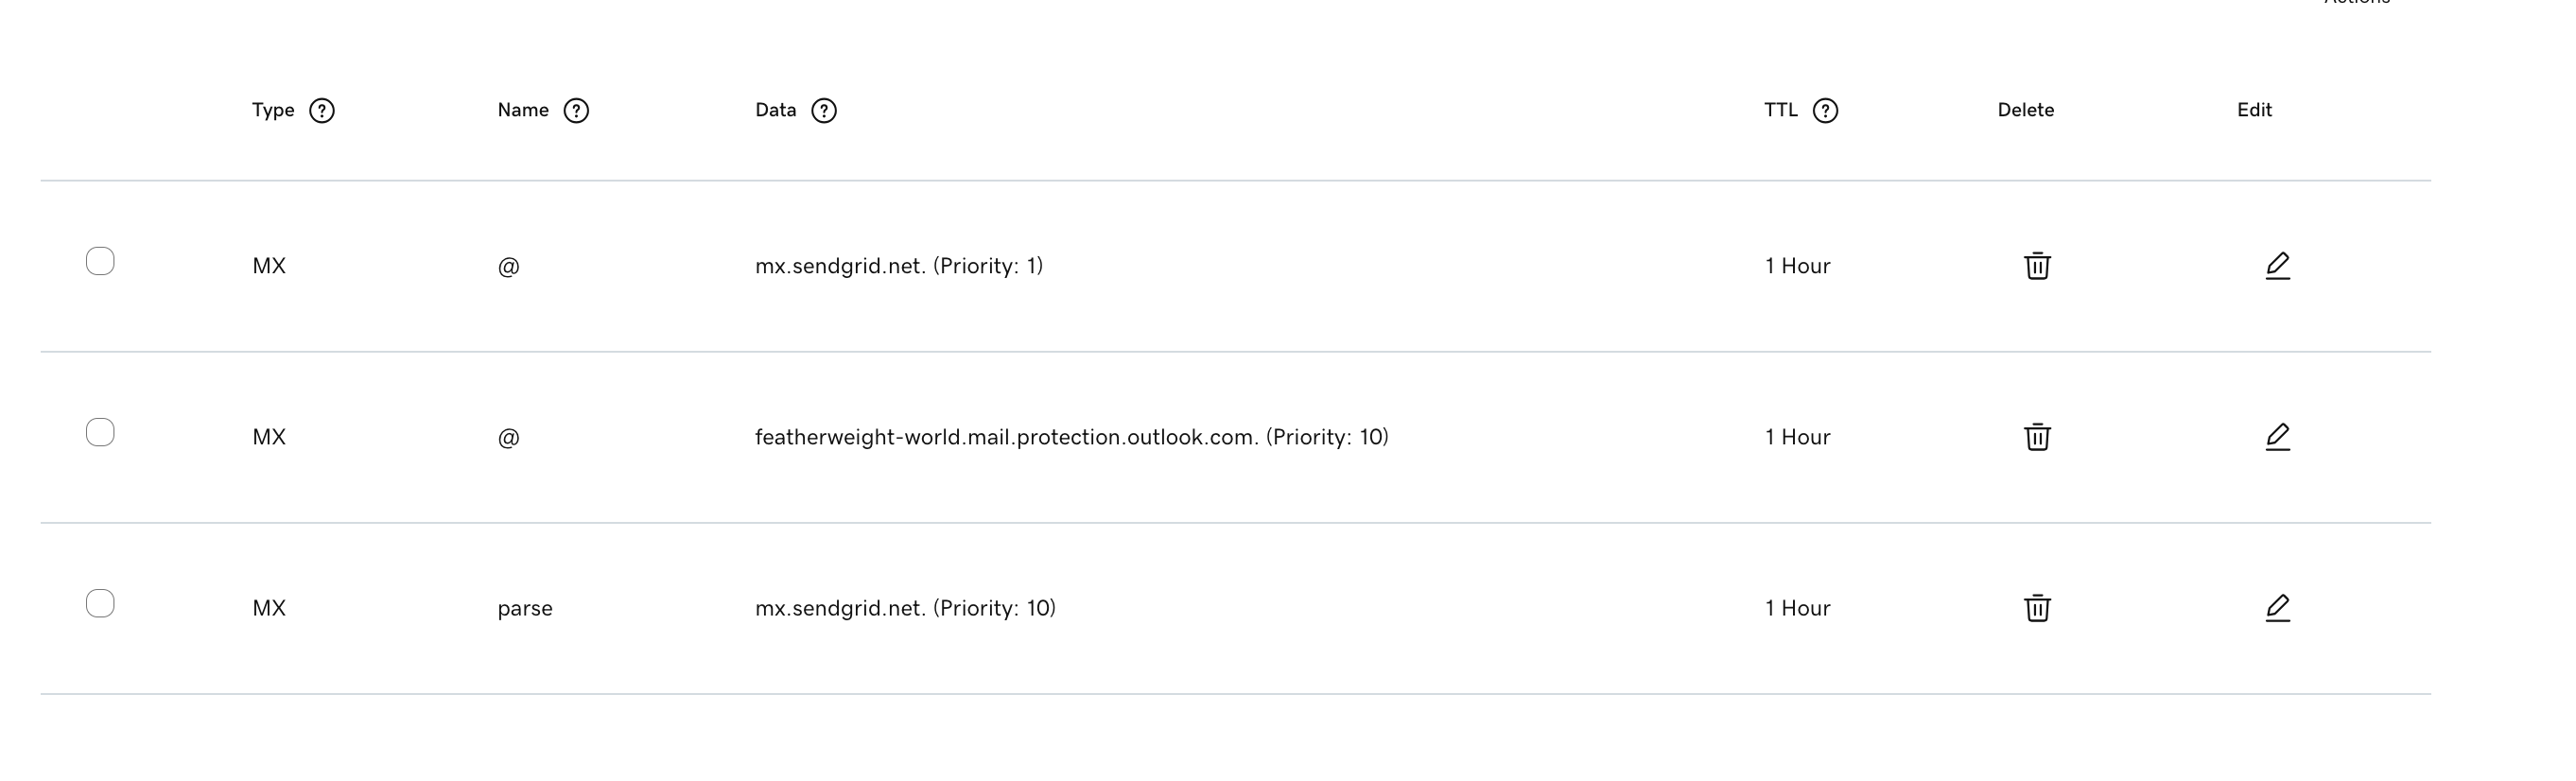 Actions
Type ? Name ? Data ? TTL ? Delete Edit
MX @ mx.sendgrid.net. (Priority: 1) 1 Hour
MX @ featherweight-world.mail.protection.outlook.com. (Priority: 10) 1 Hour
MX parse mx.sendgrid.net. (Priority: 10) 1 Hour